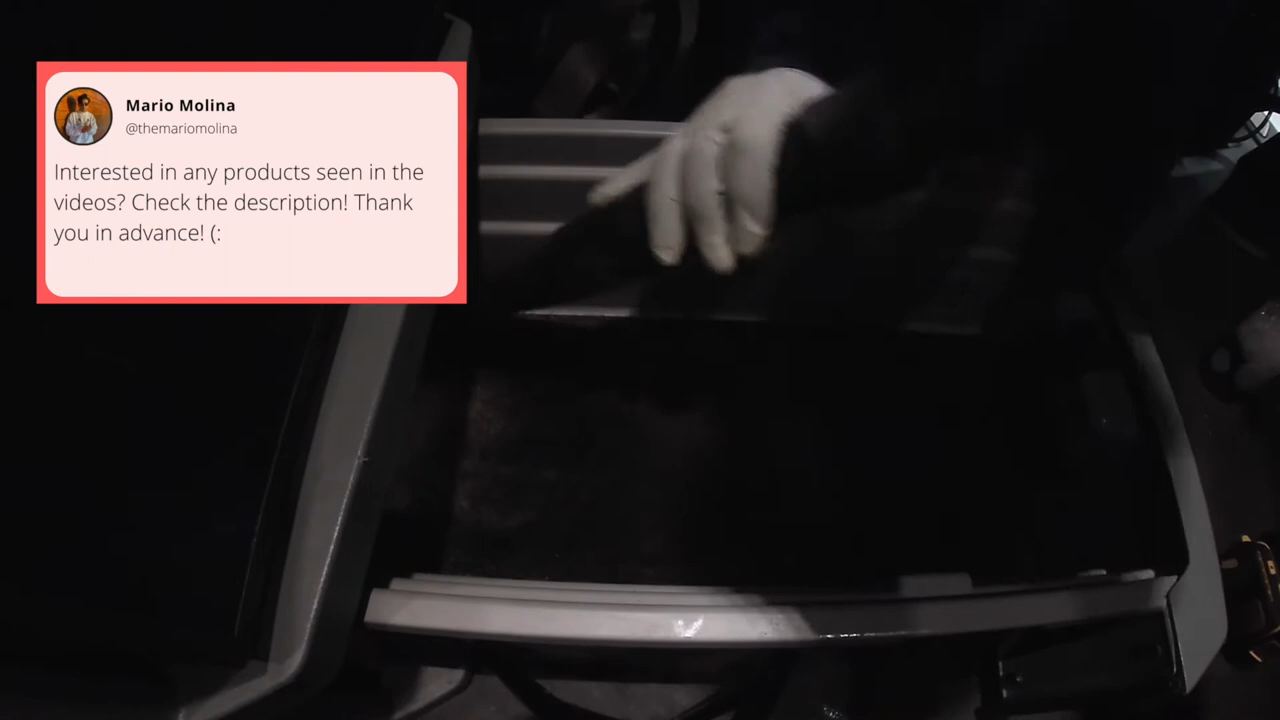 Mario Molina
@themariomolina
Interested in any products seen in the
videos? Check the description! Thank
you in advance! (: